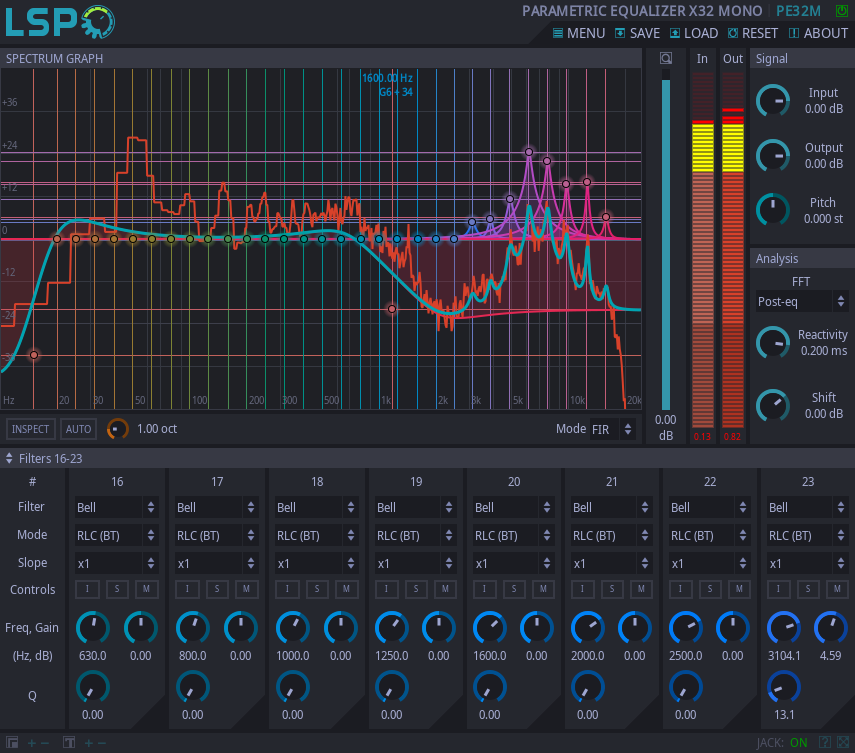 LSP
PARAMETRIC EQUALIZER X32 MONO PE32M
MENU SAVE LOAD RESET ABOUT
SPECTRUM GRAPH
1600.00 Hz
G6 + 34
+36
+24
+12
0
-12
-24
Hz 20 30 50 100 200 300 500 1k 2k 3k 5k 10k 20k
INSPECT AUTO 1.00 oct Mode FIR
0.00
dB
In Out
0.13 0.82
Signal
Input
0.00 dB
Output
0.00 dB
Pitch
0.000 st
Analysis
FFT
Post-eq
Reactivity
0.200 ms
Shift
0.00 dB
Filters 16-23
# 16 17 18 19 20 21 22 23
Filter Bell Bell Bell Bell Bell Bell Bell Bell
Mode RLC (BT) RLC (BT) RLC (BT) RLC (BT) RLC (BT) RLC (BT) RLC (BT) RLC (BT)
Slope x1 x1 x1 x1 x1 x1 x1 x1
Controls I S M I S M I S M I S M I S M I S M I S M I S M
Freq, Gain
(Hz, dB) 630.0 0.00 800.0 0.00 1000.0 0.00 1250.0 0.00 1600.0 0.00 2000.0 0.00 2500.0 0.00 3104.1 4.59
Q
0.00 0.00 0.00 0.00 0.00 0.00 0.00 13.1
JACK: ON